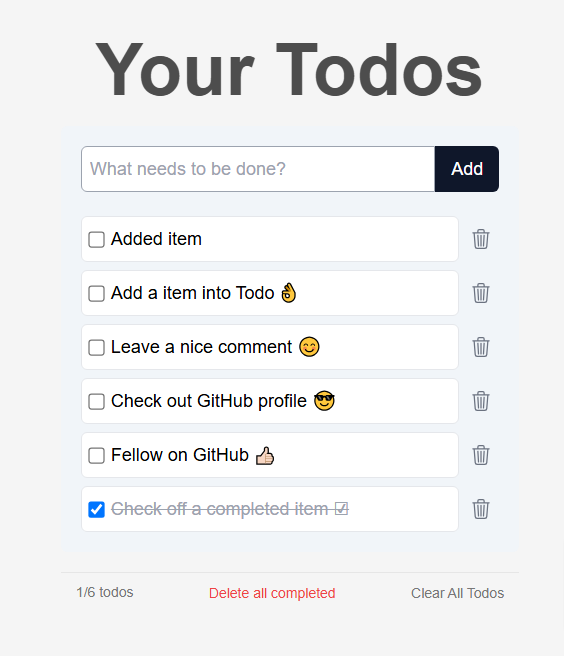 Your Todos
What needs to be done? Add
Added item
Add a item into Todo 👌
Leave a nice comment 😊
Check out GitHub profile 😎
Fellow on GitHub 👍🏻
Check off a completed item ☑
1/6 todos Delete all completed Clear All Todos